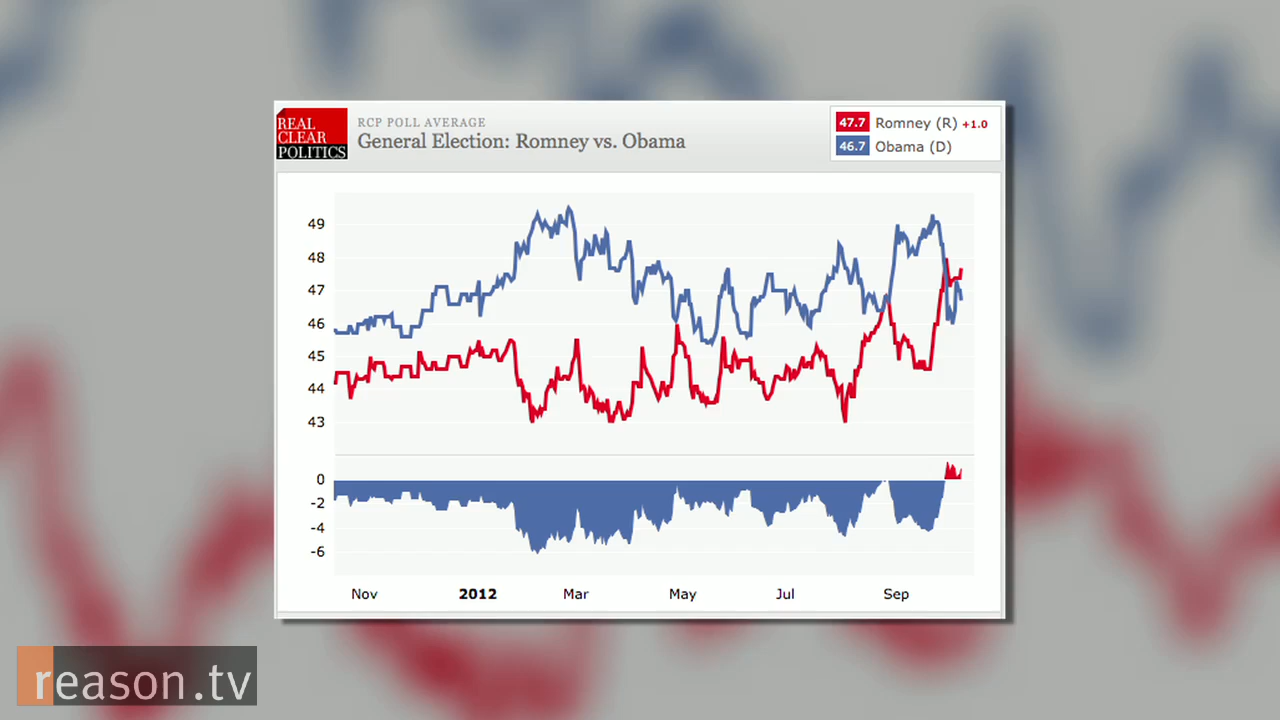 REAL
CLEAR
POLITICS
RCP POLL AVERAGE
General Election: Romney vs. Obama
47.7 Romney (R) +1.0
46.7 Obama (D)
49
48
47
46
45
44
43
0
-2
-4
-6
Nov 2012 Mar May Jul Sep
reason.tv